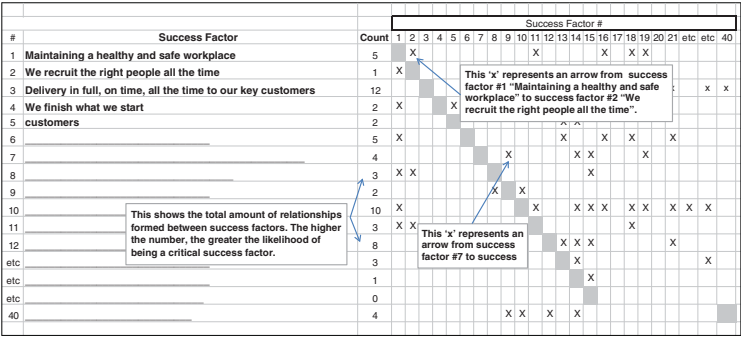 Success Factor #
# Success Factor Count 1 2 3 4 5 6 7 8 9 10 11 12 13 14 15 16 17 18 19 20 21 etc etc 40
1 Maintaining a healthy and safe workplace 5 X X X X X
2 We recruit the right people all the time 1 X
3 Delivery in full, on time, all the time to our key customers 12 x x
4 We finish what we start 2 X X
5 customers 2 X X
6 5 X X X X X
7 4 X X X X
8 3 X X X
9 2 X X
10 10 X X X X X X X X X X
11 3 X X X
12 8 X X X X
etc 3 X X
etc 1 X
etc 0
40 4 X X X X
This 'x' represents an arrow from success
factor #1 "Maintaining a healthy and safe
workplace" to success factor #2 "We
recruit the right people all the time".
This shows the total amount of relationships
formed between success factors. The higher
the number, the greater the likelihood of
being a critical success factor.
This 'x' represents an
arrow from success
factor #7 to success